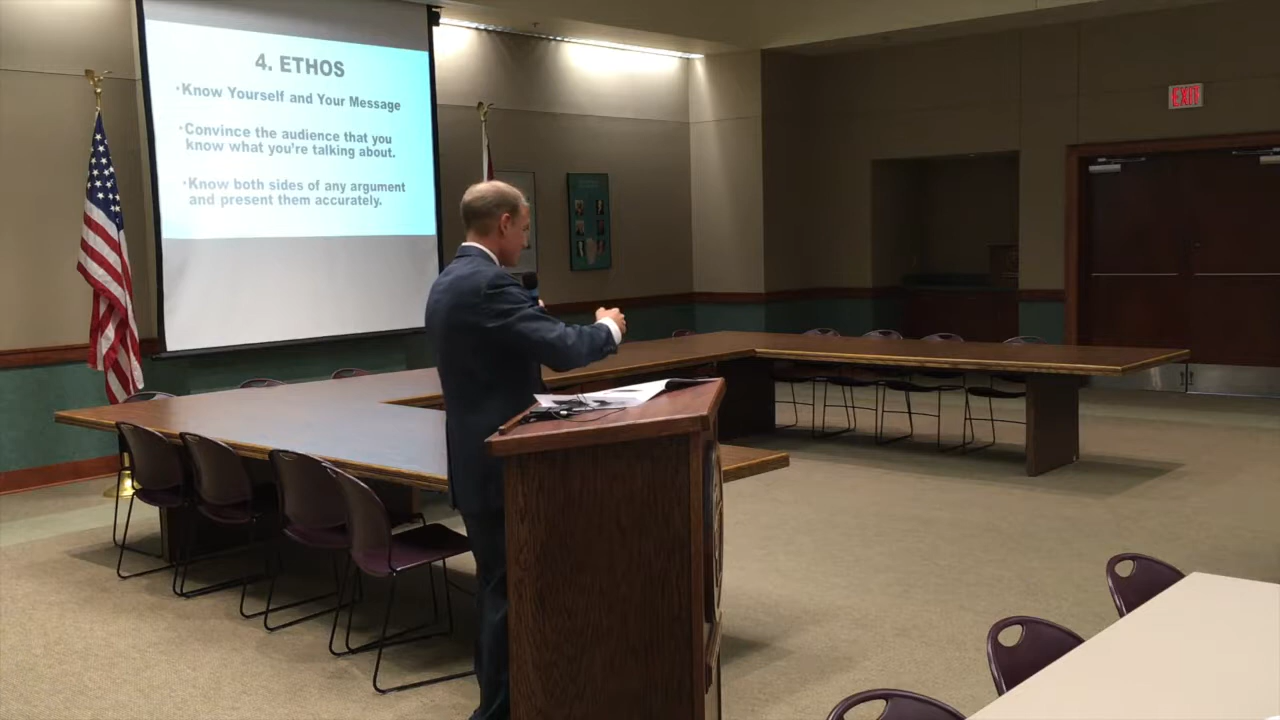 4. ETHOS
•Know Yourself and Your Message
•Convince the audience that you
know what you're talking about.
•Know both sides of any argument
and present them accurately.
EXIT